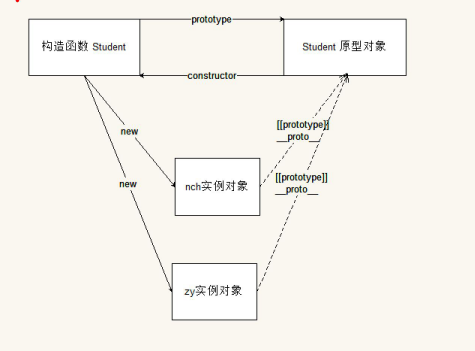 prototype
构造函数 Student
Student 原型对象
constructor
new
[[prototype]]
__proto__
new
[[prototype]]
__proto__
nch实例对象
zy实例对象